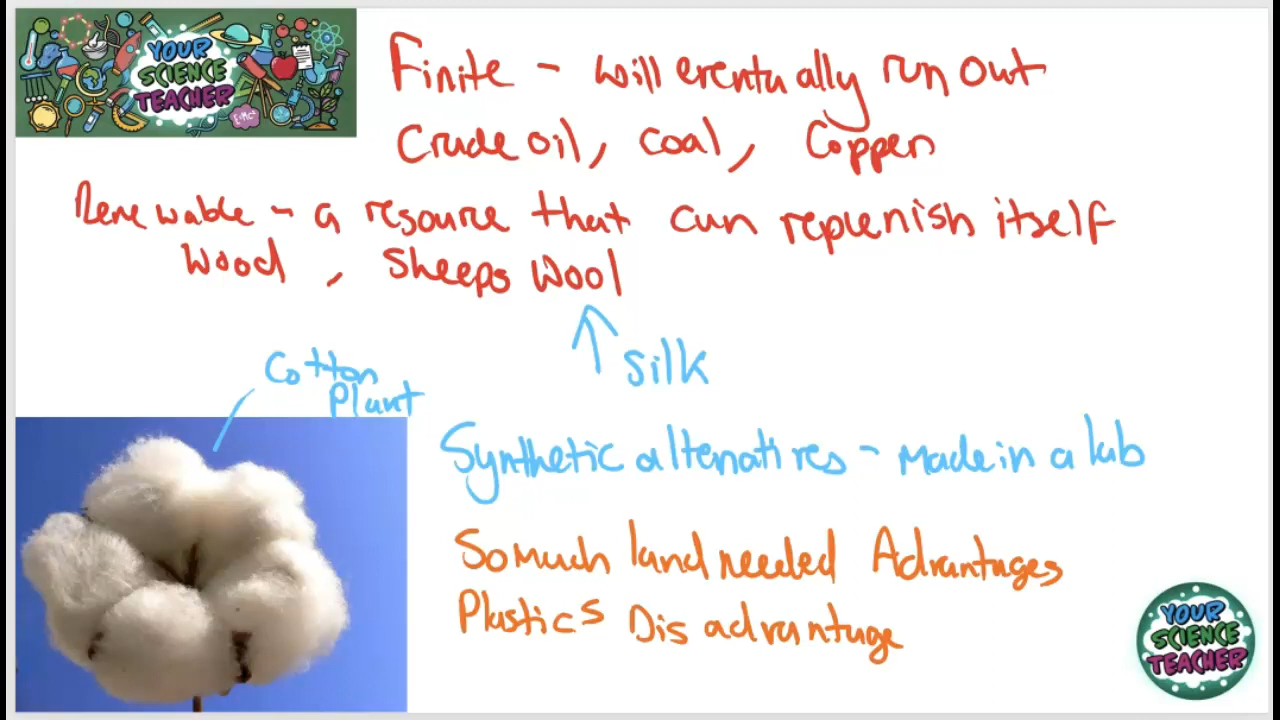 YOUR
SCIENCE
TEACHER
E=MC²
Finite - will eventually run out
Crude oil, coal, Copper
Renewable - a resource that can replenish itself
Wood, Sheeps Wool
Silk
Cotton
Plant
Synthetic alternatives - Made in a lab
So much land needed Advantages
Plastics Disadvantage
YOUR
SCIENCE
TEACHER